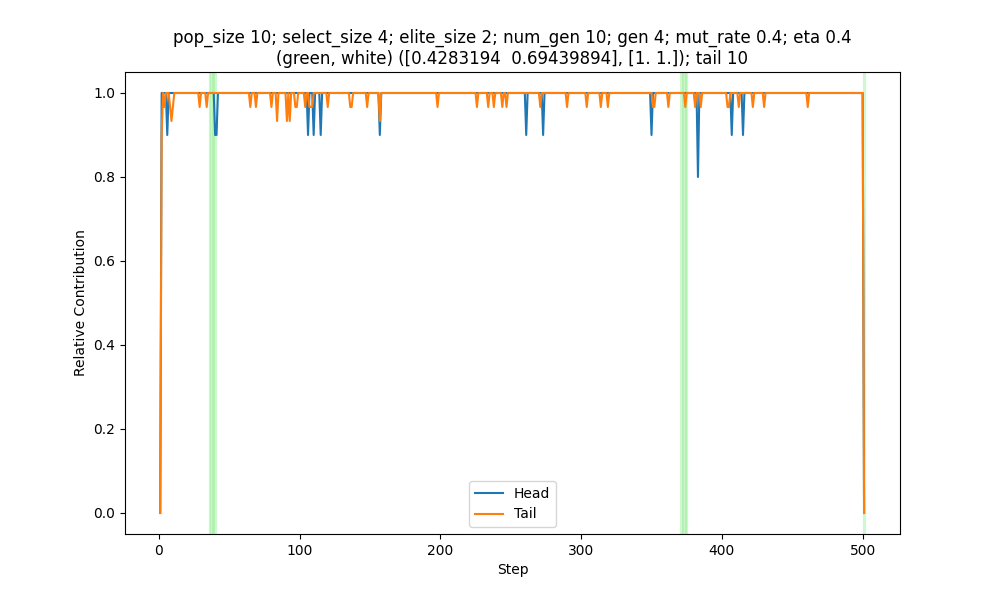 pop_size 10; select_size 4; elite_size 2; num_gen 10; gen 4; mut_rate 0.4; eta 0.4
(green, white) ([0.4283194  0.69439894], [1. 1.]); tail 10
1.0
0.8
0.6
0.4
0.2
0.0
Relative Contribution
Head
Tail
0
100
200
300
400
500
Step